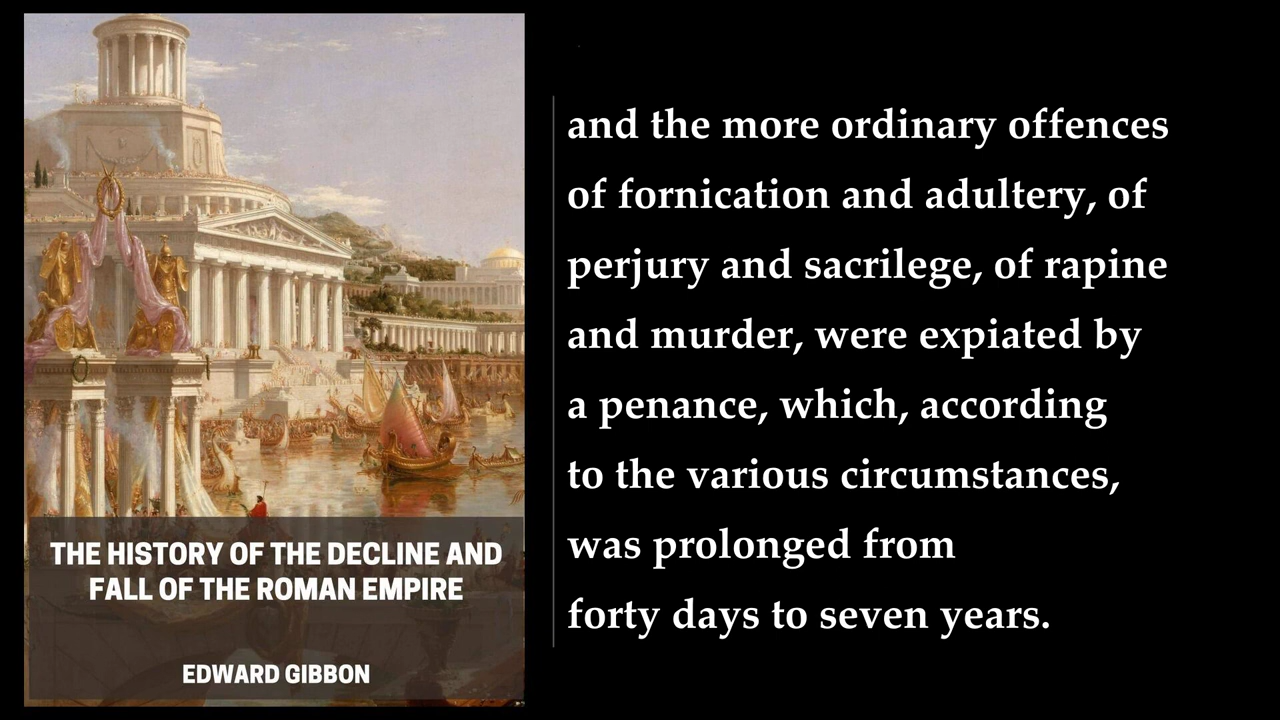 THE HISTORY OF THE DECLINE AND
FALL OF THE ROMAN EMPIRE
EDWARD GIBBON
and the more ordinary offences
of fornication and adultery, of
perjury and sacrilege, of rapine
and murder, were expiated by
a penance, which, according
to the various circumstances,
was prolonged from
forty days to seven years.